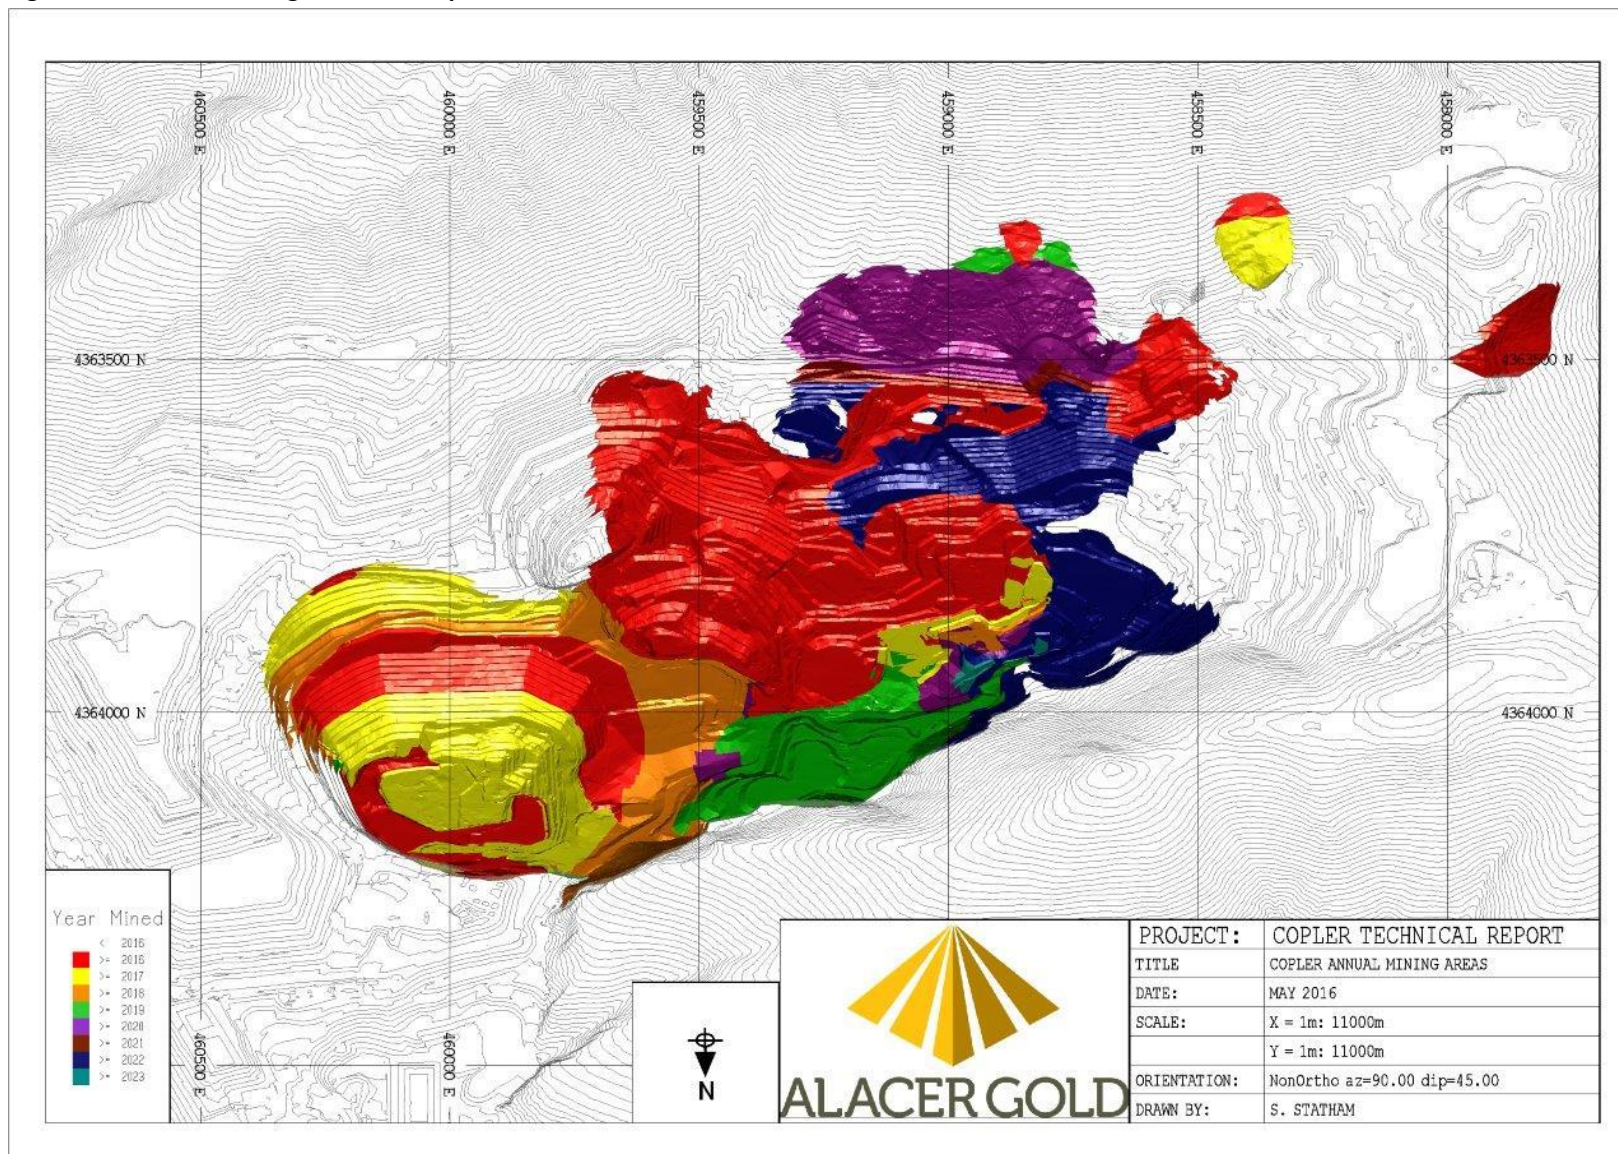 460500 E
460000 E
459500 E
459000 E
458500 E
458000 E
4363500 N
4363500 N
4364000 N
4364000 N
Year Mined
< 2016
>= 2016
>= 2017
>= 2018
>= 2019
>= 2020
>= 2021
>= 2022
>= 2023
460500 E
460000 E
N
ALACER GOLD
PROJECT: COPLER TECHNICAL REPORT
TITLE COPLER ANNUAL MINING AREAS
DATE: MAY 2016
SCALE: X = 1m: 11000m
Y = 1m: 11000m
ORIENTATION: NonOrtho az=90.00 dip=45.00
DRAWN BY: S. STATHAM